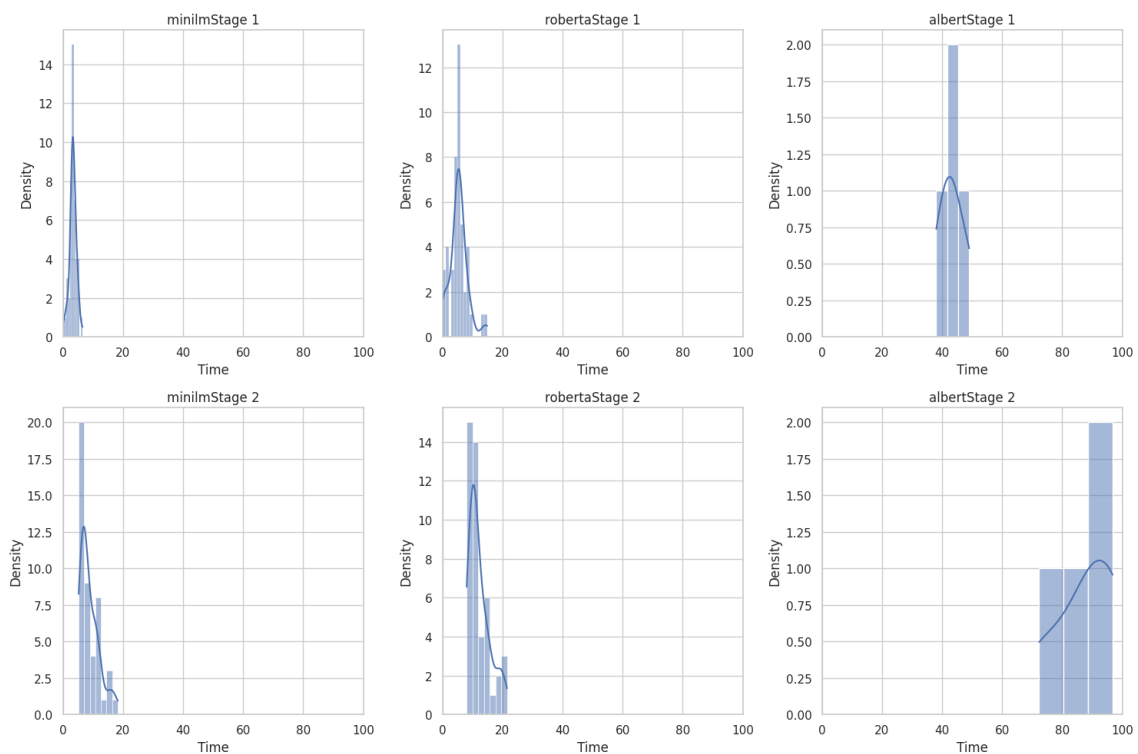 minilmStage 1
robertaStage 1
albertStage 1
14
12
10
8
6
4
2
0
Density
0 20 40 60 80 100
Time
12
10
8
6
4
2
0
Density
0 20 40 60 80 100
Time
2.00
1.75
1.50
1.25
1.00
0.75
0.50
0.25
0.00
Density
0 20 40 60 80 100
Time
minilmStage 2
robertaStage 2
albertStage 2
20.0
17.5
15.0
12.5
10.0
7.5
5.0
2.5
0.0
Density
0 20 40 60 80 100
Time
14
12
10
8
6
4
2
0
Density
0 20 40 60 80 100
Time
2.00
1.75
1.50
1.25
1.00
0.75
0.50
0.25
0.00
Density
0 20 40 60 80 100
Time